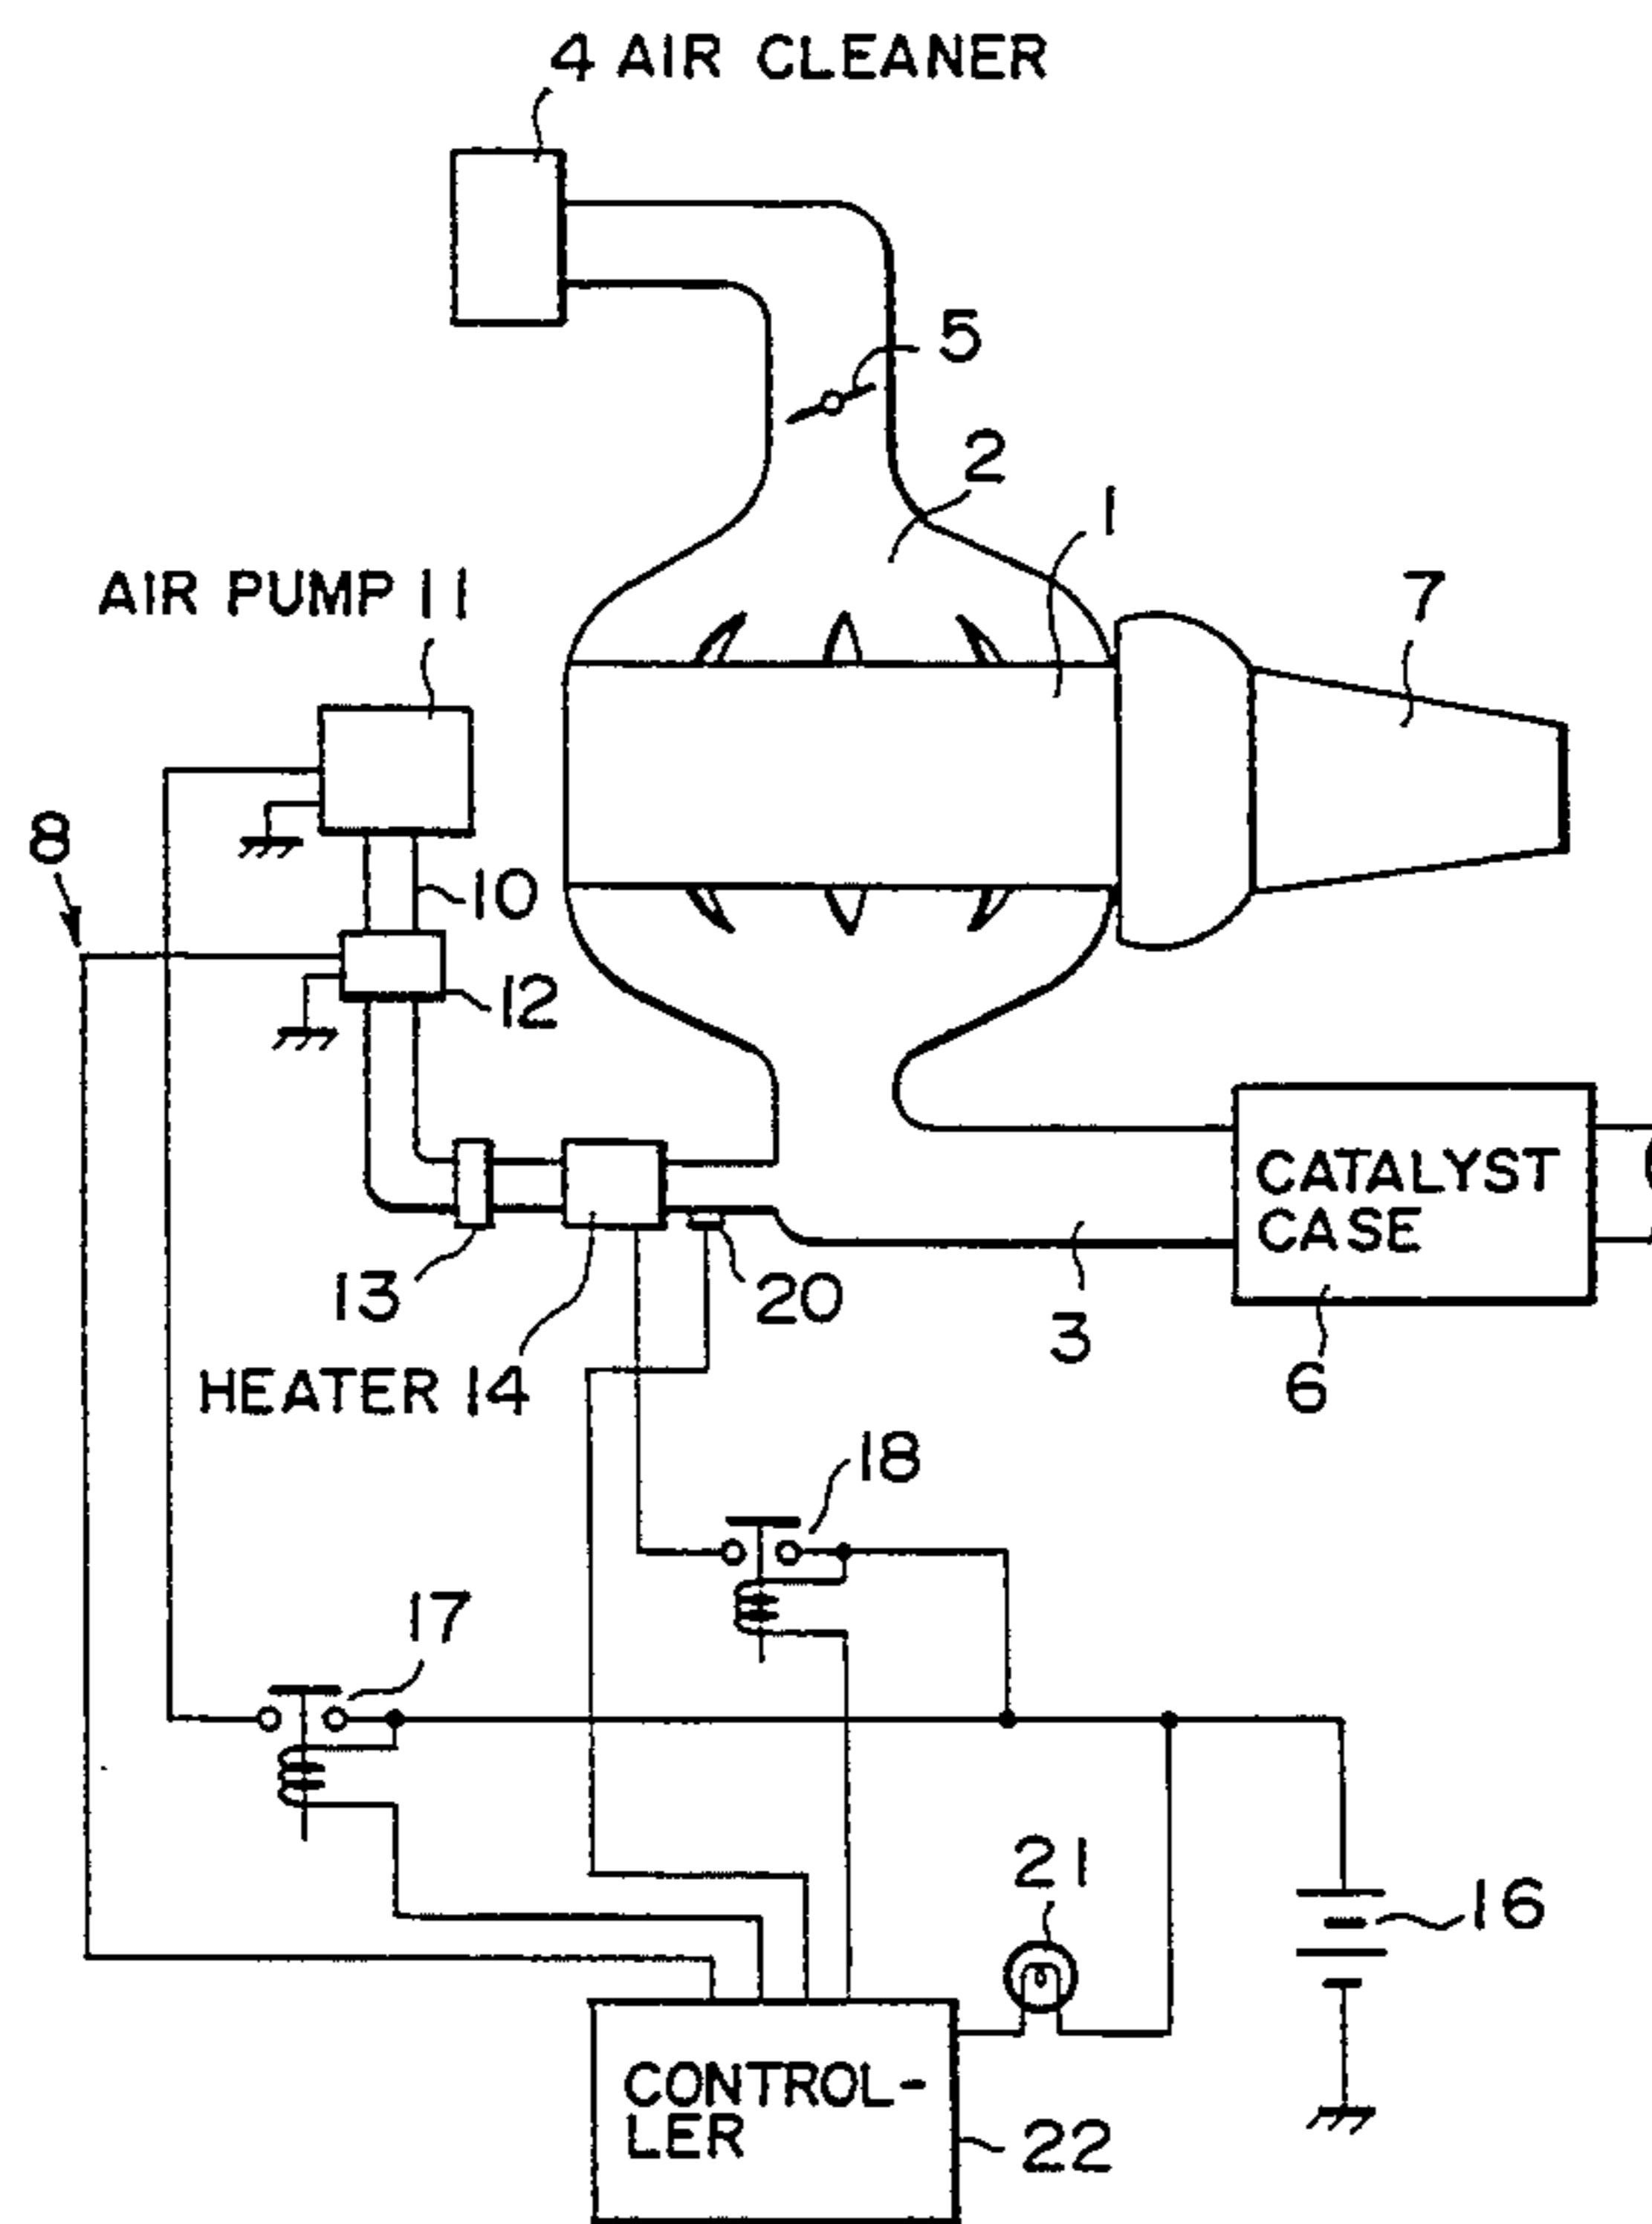 4 AIR CLEANER
5
2
1
AIR PUMP 11
7
8
10
12
CATALYST
CASE
13
20
3
HEATER 14
6
18
17
21
16
CONTROL-
LER
22